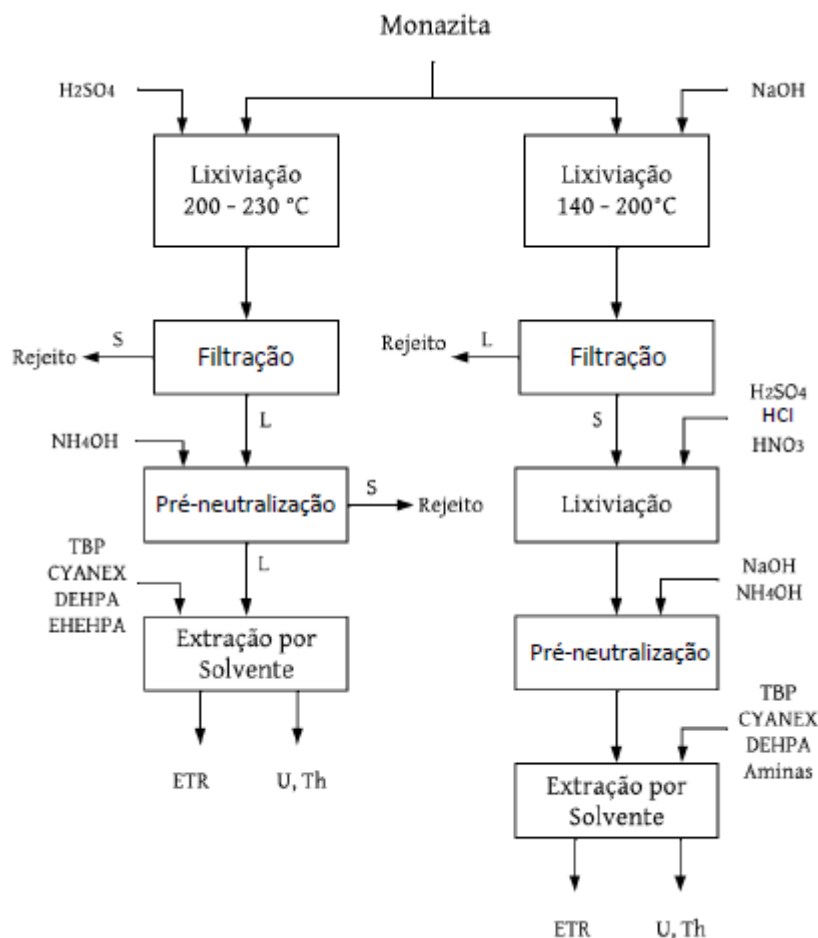 Monazita
H2SO4
NaOH
Lixiviação
200 - 230 °C
Lixiviação
140 - 200°C
Rejeito
S
Filtração
Rejeito
L
Filtração
L
S
H2SO4
HCl
HNO3
NH4OH
Pré-neutralização
S
Rejeito
Lixiviação
TBP
CYANEX
DEHPA
EHEHPA
L
NaOH
NH4OH
Extração por
Solvente
Pré-neutralização
ETR
U, Th
TBP
CYANEX
DEHPA
Aminas
Extração por
Solvente
ETR
U, Th